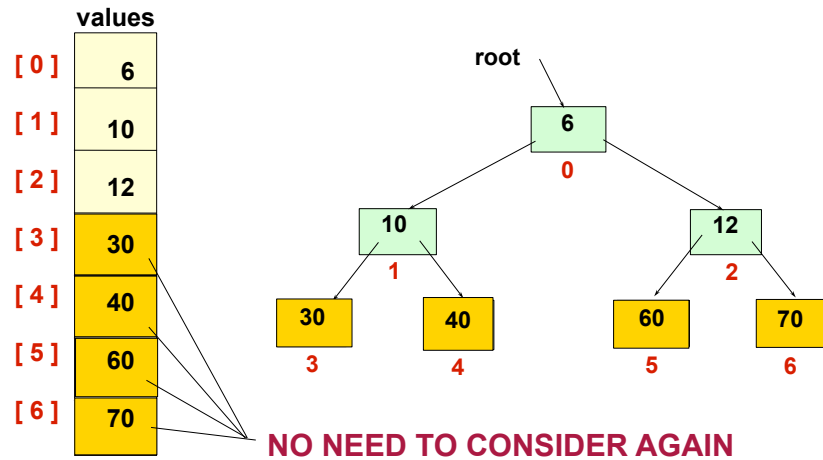 values
[ 0 ] 6
[ 1 ] 10
[ 2 ] 12
[ 3 ] 30
[ 4 ] 40
[ 5 ] 60
[ 6 ] 70
root
6
0
10 12
1 2
30 40 60 70
3 4 5 6
NO NEED TO CONSIDER AGAIN